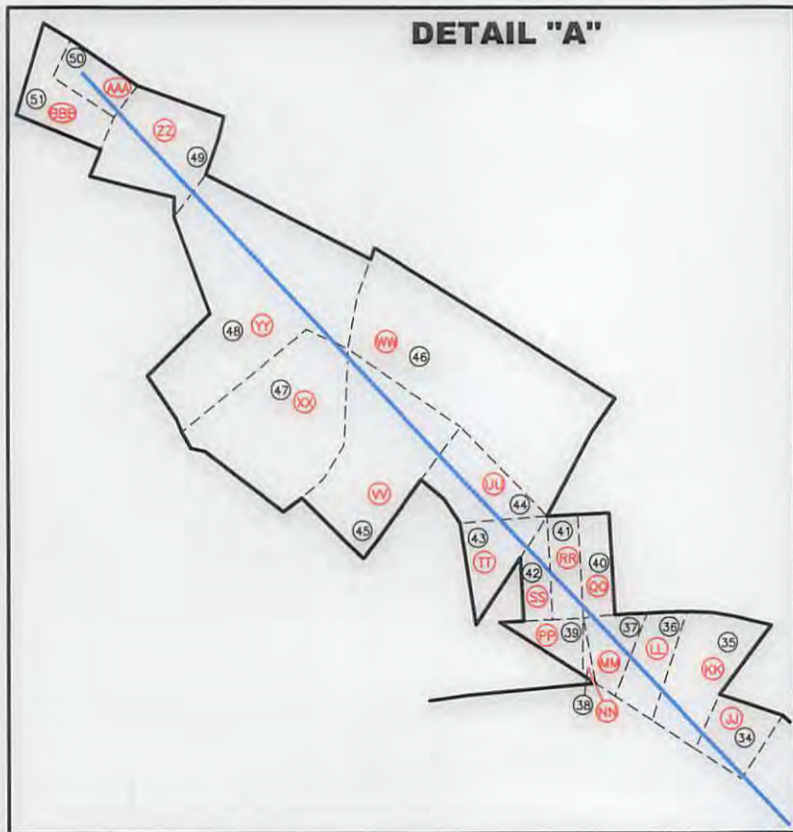 DETAIL "A"
50
AAA
51
BBB
ZZ
49
48
YY
WW
46
47
XX
VV
45
UU
44
43
TT
41
42
RR
40
SS
QQ
PP
39
37
36
35
MM
LL
KK
38
NN
JJ
34